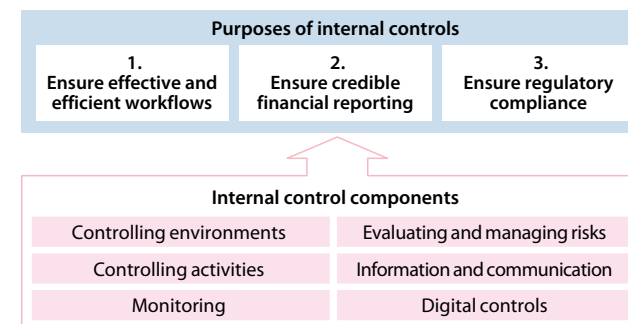 Purposes of internal controls
1.
Ensure effective and
efficient workflows
2.
Ensure credible
financial reporting
3.
Ensure regulatory
compliance
Internal control components
Controlling environments
Evaluating and managing risks
Controlling activities
Information and communication
Monitoring
Digital controls